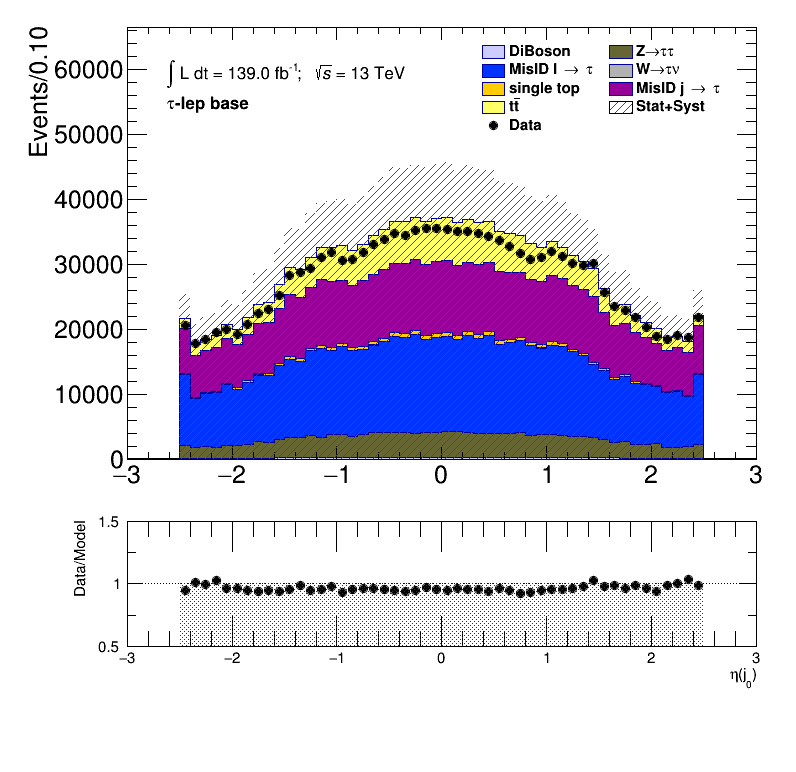 Events/0.10
∫ L dt = 139.0 fb⁻¹; √s = 13 TeV
τ-lep base
DiBoson
Z→ττ
MisID l → τ
W→τν
single top
MisID j → τ
tt̄
Stat+Syst
Data
60000
50000
40000
30000
20000
10000
0
−3 −2 −1 0 1 2 3
Data/Model
1.5
1
0.5
−3 −2 −1 0 1 2 3
η(j₀)